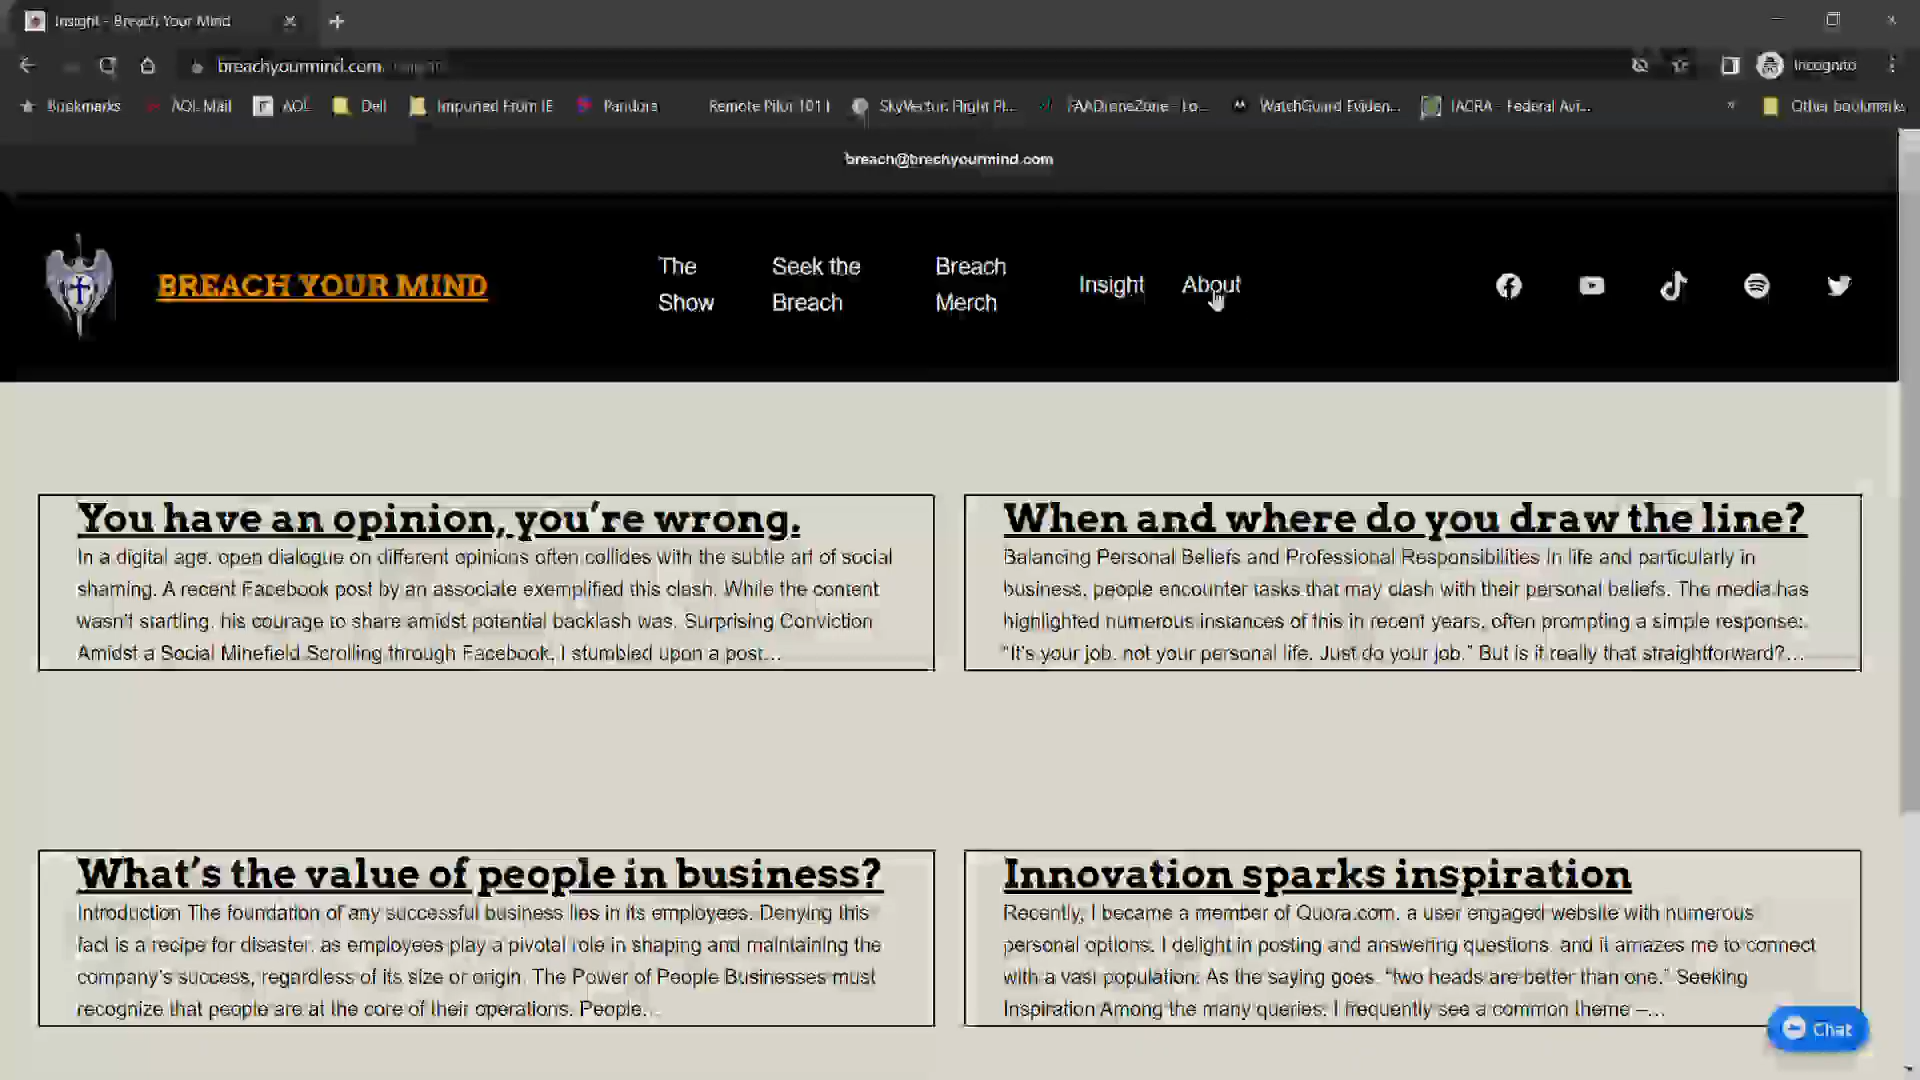 Insight - Breach Your Mind
breachyourmind.com
Incognito
Bookmarks
AOL Mail
AOL
Dell
Imported From IE
Pandora
Remote Pilot 101 |
SkyVector: Flight Pl...
FAADroneZone - Lo...
WatchGuard Eviden...
IACRA - Federal Avi...
»
Other bookmarks
breach@brechyourmind.com
BREACH YOUR MIND
The
Show
Seek the
Breach
Breach
Merch
Insight
About
You have an opinion, you're wrong.
In a digital age, open dialogue on different opinions often collides with the subtle art of social
shaming. A recent Facebook post by an associate exemplified this clash. While the content
wasn't startling, his courage to share amidst potential backlash was. Surprising Conviction
Amidst a Social Minefield Scrolling through Facebook, I stumbled upon a post...
When and where do you draw the line?
Balancing Personal Beliefs and Professional Responsibilities In life and particularly in
business, people encounter tasks that may clash with their personal beliefs. The media has
highlighted numerous instances of this in recent years, often prompting a simple response:
"It's your job, not your personal life. Just do your job." But is it really that straightforward?...
What's the value of people in business?
Introduction The foundation of any successful business lies in its employees. Denying this
fact is a recipe for disaster, as employees play a pivotal role in shaping and maintaining the
company's success, regardless of its size or origin. The Power of People Businesses must
recognize that people are at the core of their operations. People...
Innovation sparks inspiration
Recently, I became a member of Quora.com, a user engaged website with numerous
personal options. I delight in posting and answering questions, and it amazes me to connect
with a vast population. As the saying goes, "two heads are better than one." Seeking
Inspiration Among the many queries, I frequently see a common theme –...
Chat